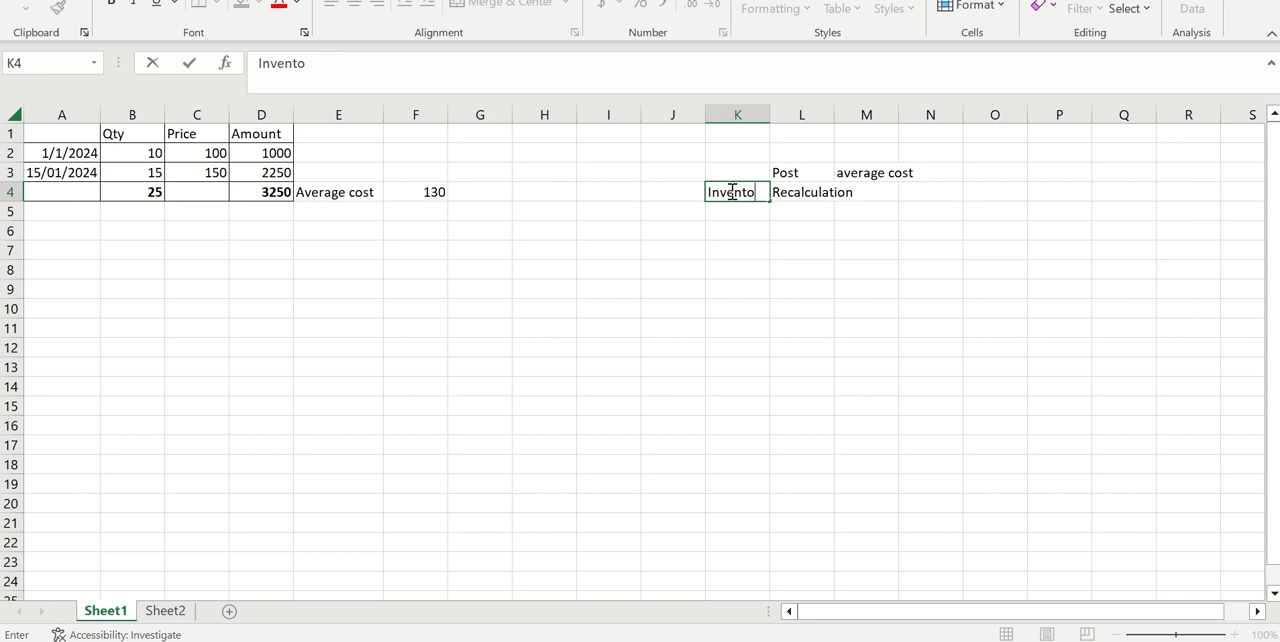 Merge & Center
.00
Formatting
Table
Styles
Format
Filter
Select
Data
Clipboard
Font
Alignment
Number
Styles
Cells
Editing
Analysis
K4
fx
Invento
A B C D E F G H I J K L M N O P Q R S
1 Qty Price Amount
2 1/1/2024 10 100 1000
3 15/01/2024 15 150 2250 Post average cost
4 25 3250 Average cost 130 Invento Recalculation
5
6
7
8
9
10
11
12
13
14
15
16
17
18
19
20
21
22
23
24
Sheet1 Sheet2
Enter Accessibility: Investigate 100%